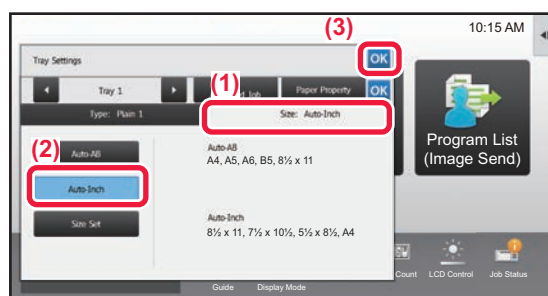 (3)
10:15 AM
Tray Settings
OK
(1)
Tray 1
Job
Paper Property
OK
Type: Plain 1
Size: Auto-Inch
(2)
Auto-AB
Auto-AB
A4, A5, A6, B5, 8½ x 11
Program List
(Image Send)
Auto-Inch
Size Set
Auto-Inch
8½ x 11, 7½ x 10½, 5½ x 8½, A4
Count
LCD Control
Job Status
Guide
Display Mode